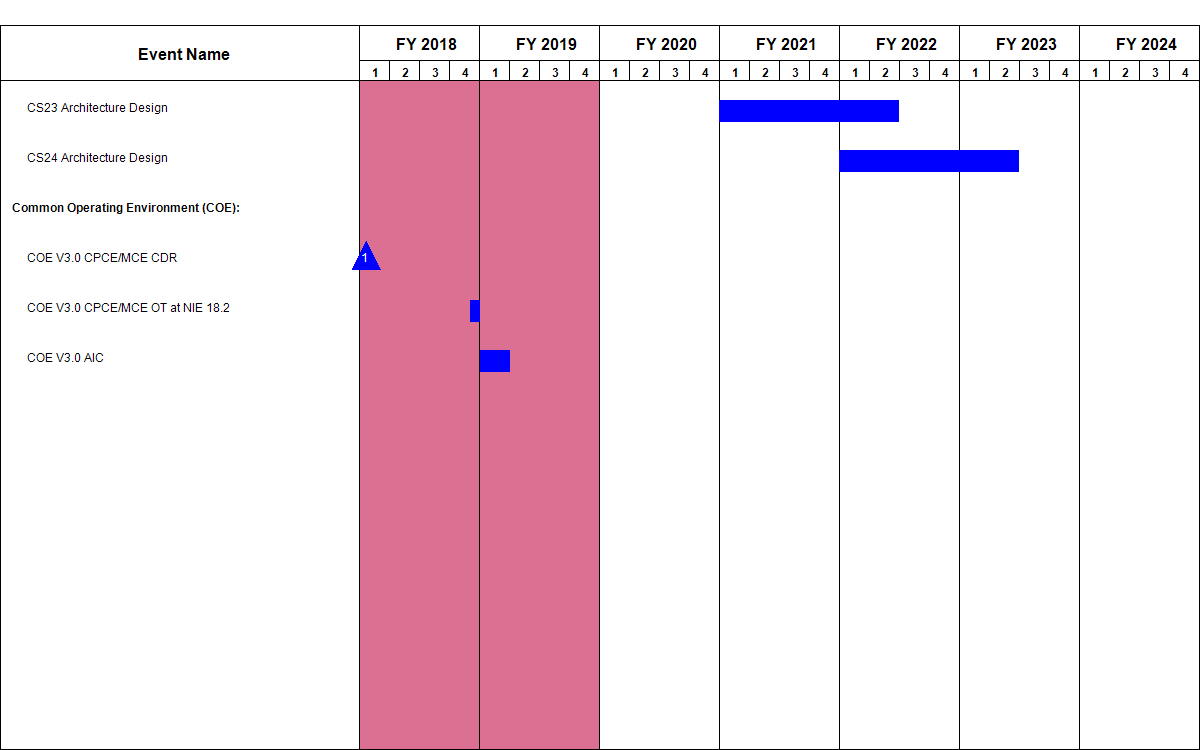 Event Name
FY 2018 FY 2019 FY 2020 FY 2021 FY 2022 FY 2023 FY 2024
1 2 3 4 1 2 3 4 1 2 3 4 1 2 3 4 1 2 3 4 1 2 3 4 1 2 3 4
CS23 Architecture Design
CS24 Architecture Design
Common Operating Environment (COE):
COE V3.0 CPCE/MCE CDR
1
COE V3.0 CPCE/MCE OT at NIE 18.2
COE V3.0 AIC